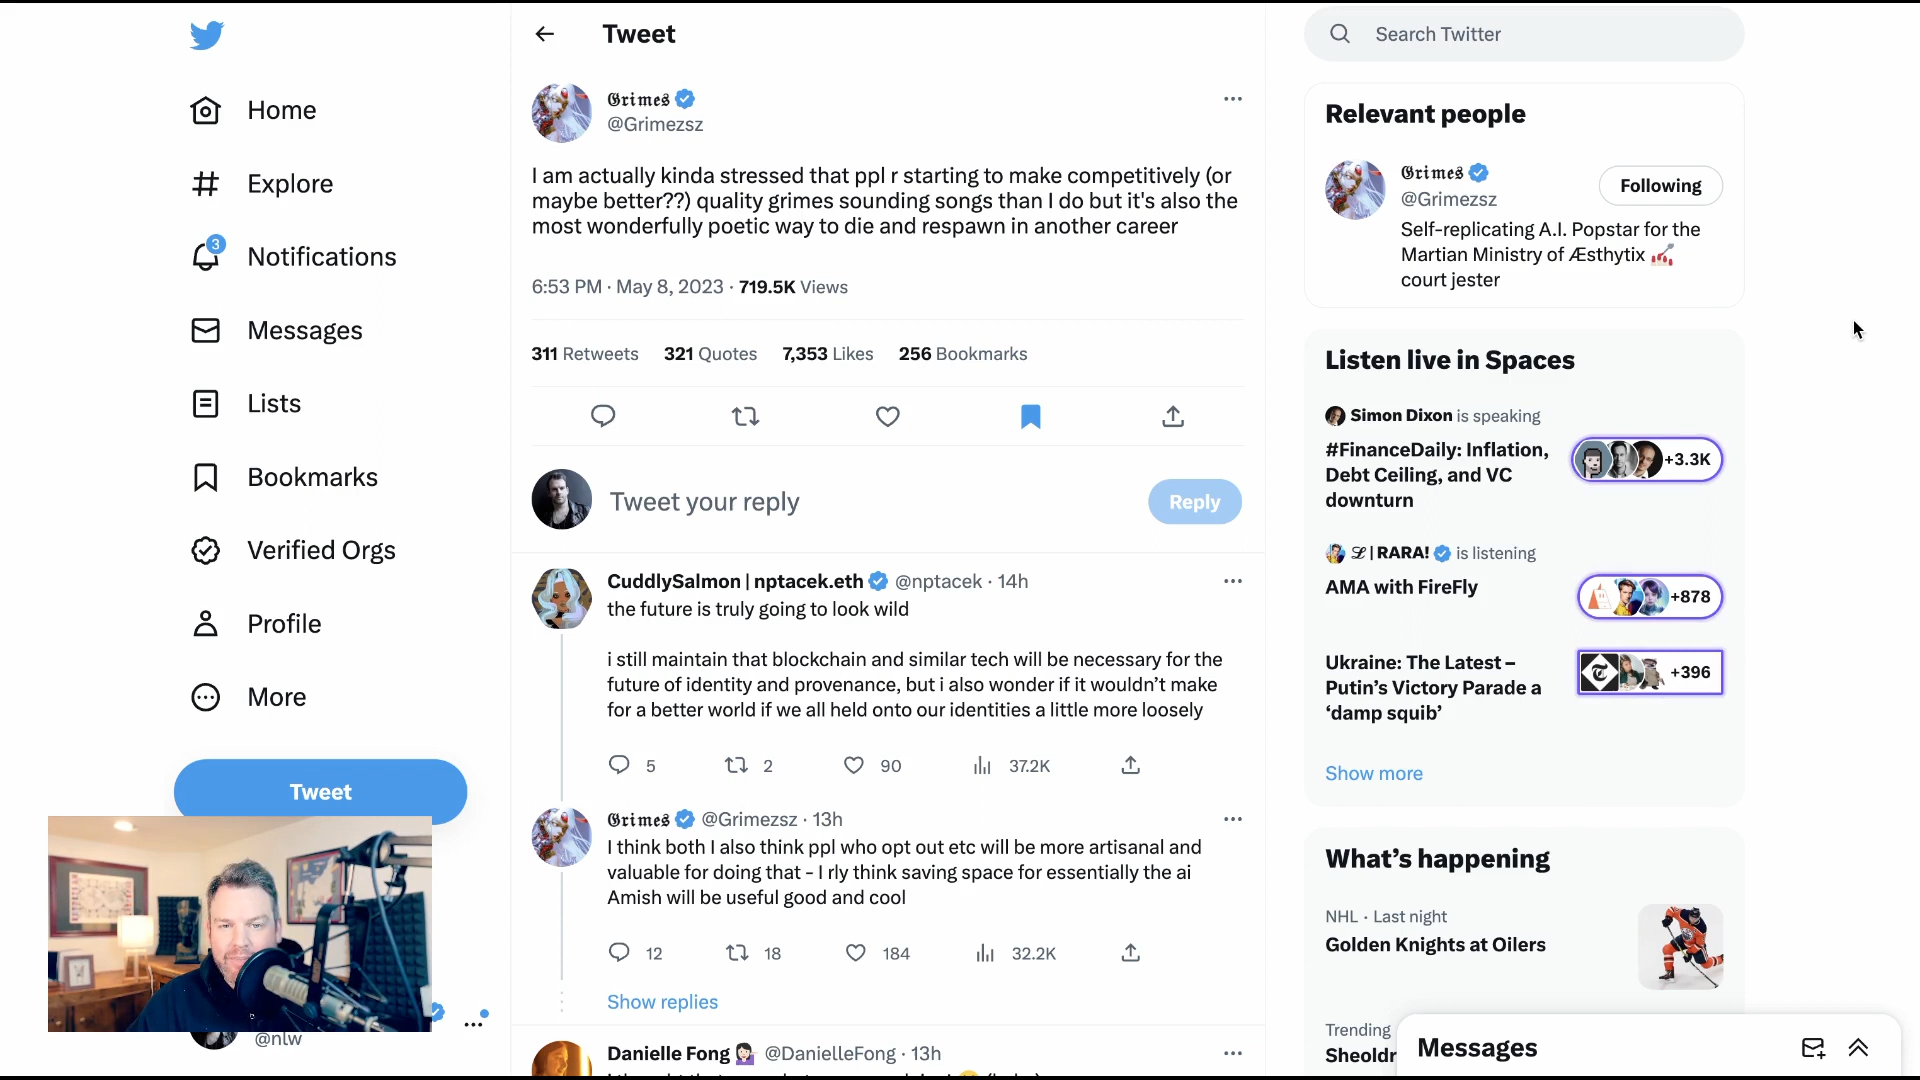 Home
Explore
3
Notifications
Messages
Lists
Bookmarks
Verified Orgs
Profile
More
Tweet
@nlw
Tweet
𝕲𝖗𝖎𝖒𝖊𝖘
@Grimezsz
I am actually kinda stressed that ppl r starting to make competitively (or
maybe better??) quality grimes sounding songs than I do but it's also the
most wonderfully poetic way to die and respawn in another career
6:53 PM · May 8, 2023 · 719.5K Views
311 Retweets 321 Quotes 7,353 Likes 256 Bookmarks
Tweet your reply
Reply
CuddlySalmon | nptacek.eth @nptacek · 14h
the future is truly going to look wild
i still maintain that blockchain and similar tech will be necessary for the
future of identity and provenance, but i also wonder if it wouldn’t make
for a better world if we all held onto our identities a little more loosely
5 2 90 37.2K
𝕲𝖗𝖎𝖒𝖊𝖘 @Grimezsz · 13h
I think both I also think ppl who opt out etc will be more artisanal and
valuable for doing that - I rly think saving space for essentially the ai
Amish will be useful good and cool
12 18 184 32.2K
Show replies
Danielle Fong @DanielleFong · 13h
Search Twitter
Relevant people
𝕲𝖗𝖎𝖒𝖊𝖘
@Grimezsz
Following
Self-replicating A.I. Popstar for the
Martian Ministry of Æsthytix
court jester
Listen live in Spaces
Simon Dixon is speaking
#FinanceDaily: Inflation,
Debt Ceiling, and VC
downturn
+3.3K
ℒ | RARA! is listening
AMA with FireFly
+878
Ukraine: The Latest –
Putin’s Victory Parade a
‘damp squib’
+396
Show more
What’s happening
NHL · Last night
Golden Knights at Oilers
Trending
Sheoldr
Messages